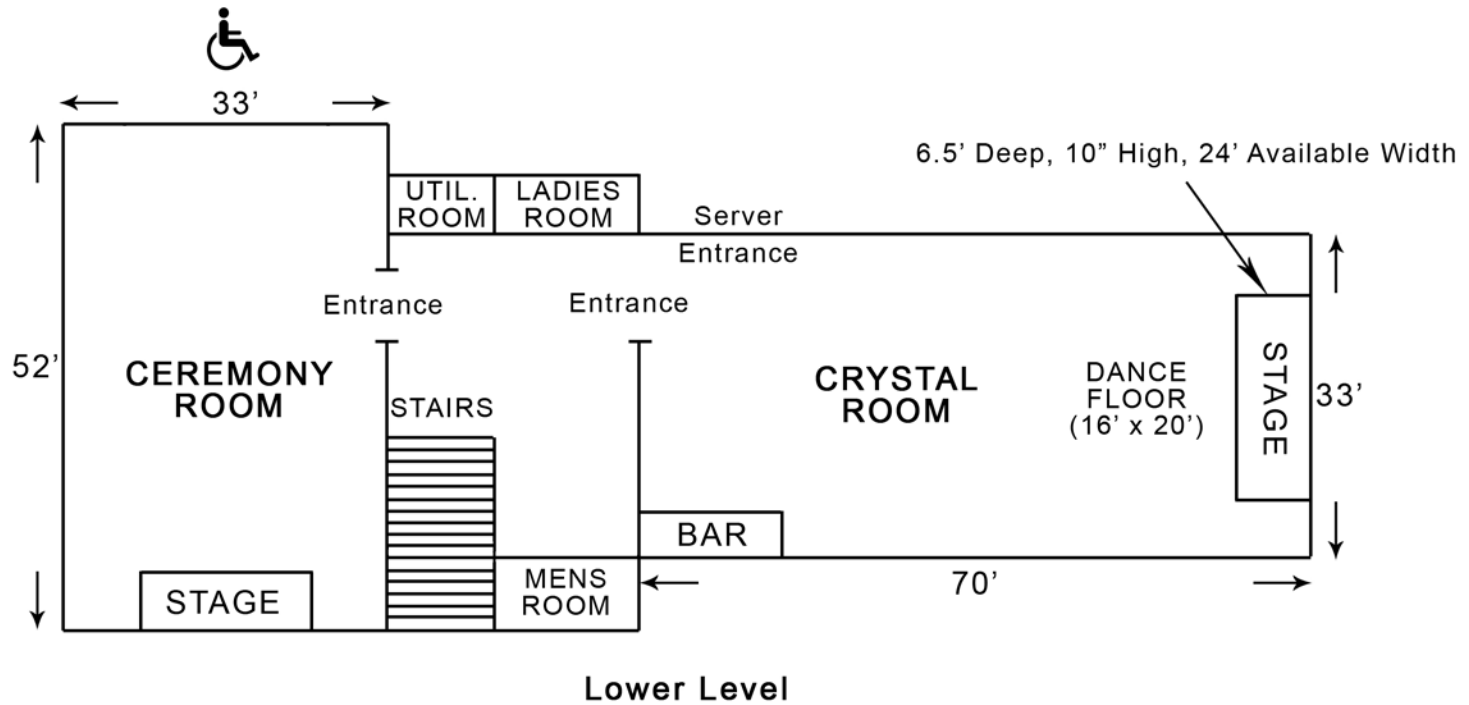 33'
6.5' Deep, 10" High, 24' Available Width
UTIL.
ROOM
LADIES
ROOM
Server
Entrance
Entrance
Entrance
52'
CEREMONY
ROOM
STAIRS
CRYSTAL
ROOM
DANCE
FLOOR
(16' x 20')
STAGE
33'
BAR
MENS
ROOM
70'
STAGE
Lower Level